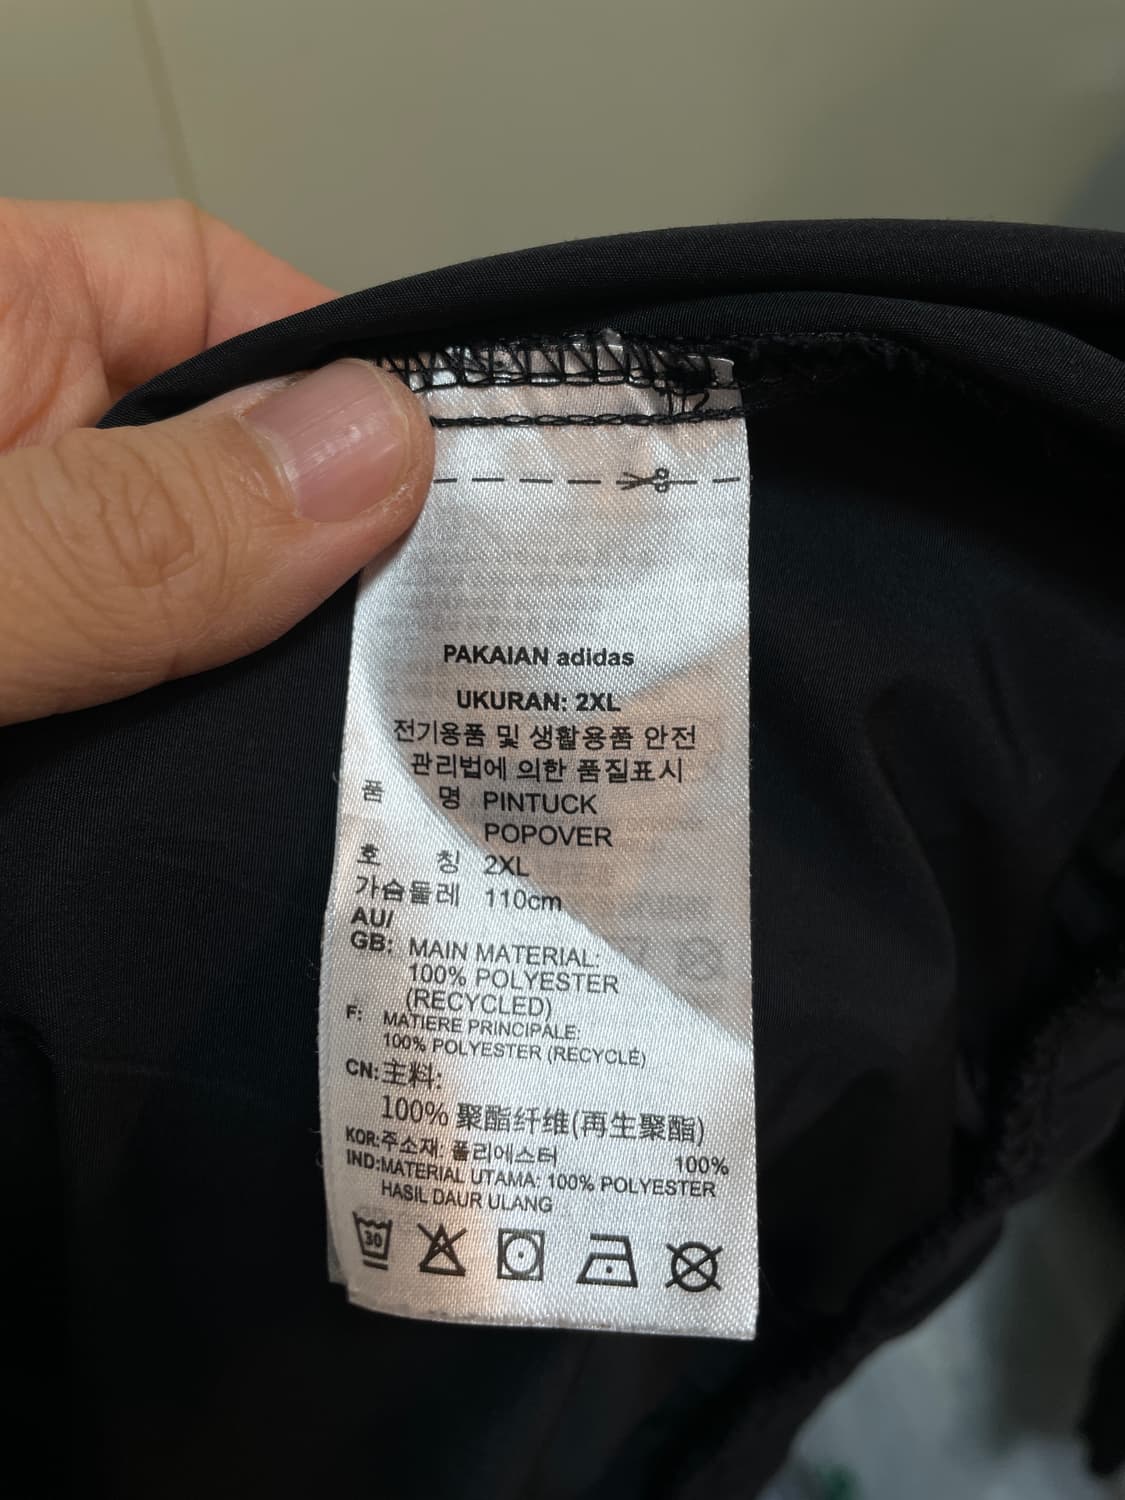 PAKAIAN adidas
UKURAN: 2XL
전기용품 및 생활용품 안전
관리법에 의한 품질표시
품 명 PINTUCK
POPOVER
호 칭 2XL
가슴둘레 110cm
AU/
GB: MAIN MATERIAL:
100% POLYESTER
(RECYCLED)
F: MATIERE PRINCIPALE:
100% POLYESTER (RECYCLÉ)
CN:主料:
100% 聚酯纤维(再生聚酯)
KOR:주소재: 폴리에스터 100%
IND:MATERIAL UTAMA: 100% POLYESTER
HASIL DAUR ULANG
30